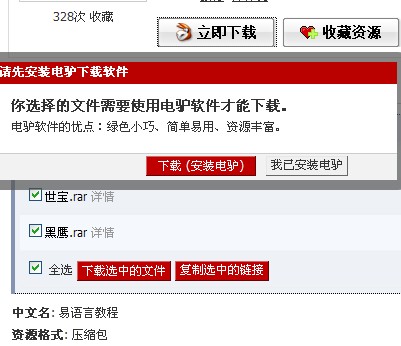 328次 收藏
立即下载
收藏资源
请先安装电驴下载软件
你选择的文件需要使用电驴软件才能下载。
电驴软件的优点：绿色小巧、简单易用、资源丰富。
下载 (安装电驴)
我已安装电驴
世宝.rar 详情
黑鹰.rar 详情
全选 下载选中的文件 复制选中的链接
中文名: 易语言教程
资源格式: 压缩包